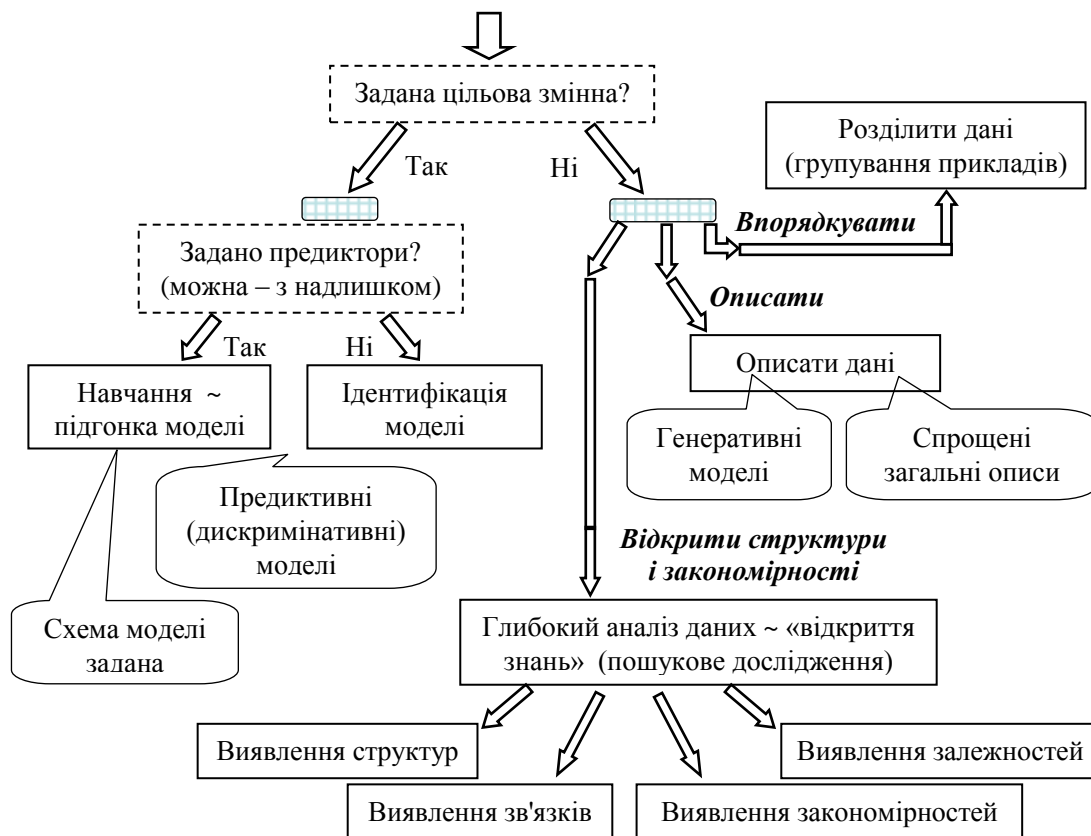 Задана цільова змінна?
Так
Ні
Розділити дані
(групування прикладів)
Впорядкувати
Задано предиктори?
(можна – з надлишком)
Описати
Так
Ні
Навчання ~
підгонка моделі
Ідентифікація
моделі
Описати дані
Генеративні
моделі
Спрощені
загальні описи
Предиктивні
(дискримінативні)
моделі
Відкрити структури
і закономірності
Схема моделі
задана
Глибокий аналіз даних ~ «відкриття
знань» (пошукове дослідження)
Виявлення структур
Виявлення залежностей
Виявлення зв'язків
Виявлення закономірностей